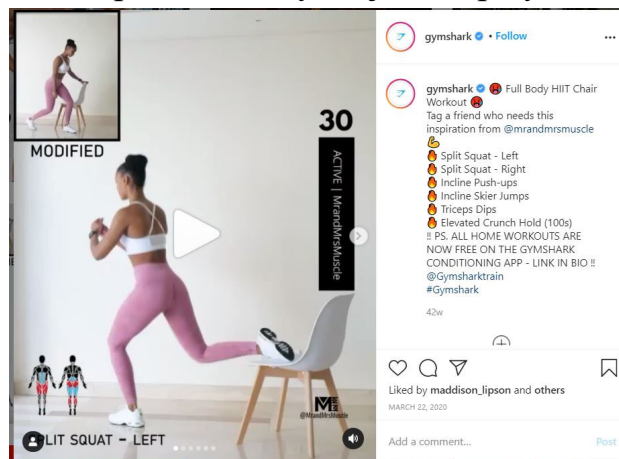 MODIFIED
30
ACTIVE | MrandMrsMuscle
M
@MrandMrsMuscle
SPLIT SQUAT - LEFT
gymshark • Follow
gymshark Full Body HIIT Chair
Workout
Tag a friend who needs this
inspiration from @mrandmrsmuscle
Split Squat - Left
Split Squat - Right
Incline Push-ups
Incline Skier Jumps
Triceps Dips
Elevated Crunch Hold (100s)
‼ PS. ALL HOME WORKOUTS ARE
NOW FREE ON THE GYMSHARK
CONDITIONING APP - LINK IN BIO ‼
@Gymsharktrain
#Gymshark
42w
Liked by maddison_lipson and others
MARCH 22, 2020
Add a comment...
Post